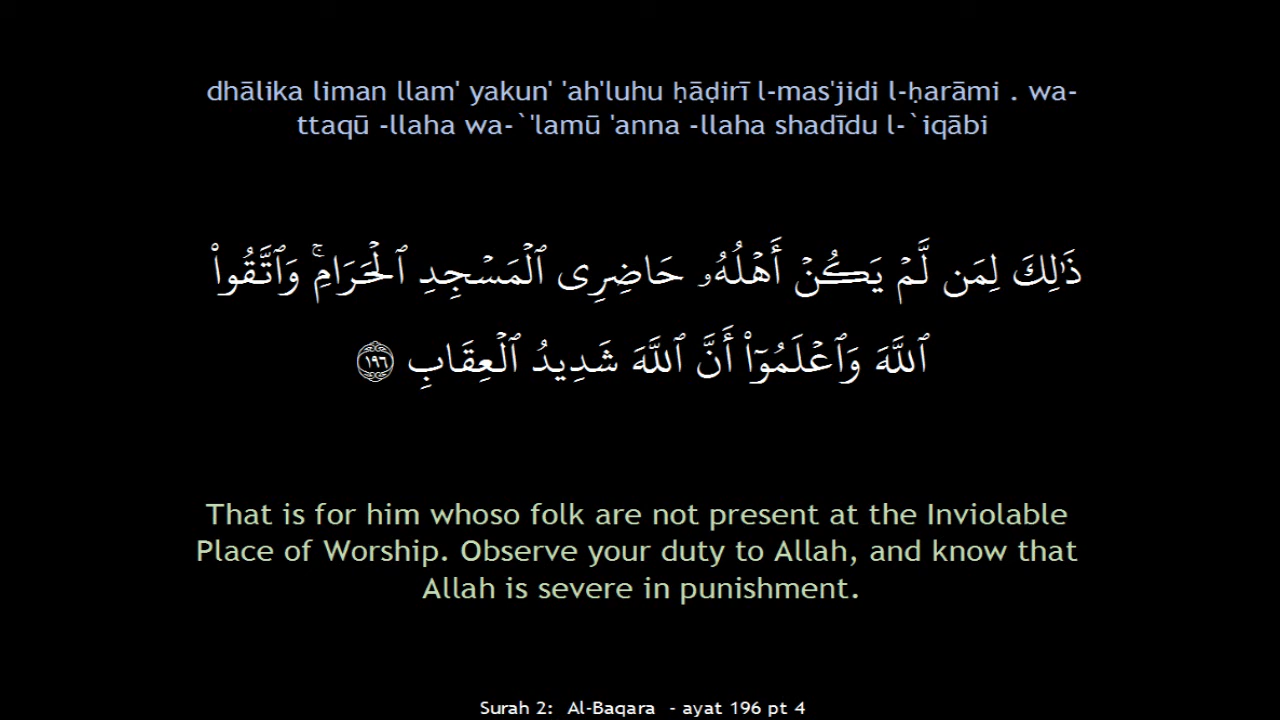 dhālika liman llam' yakun' 'ah'luhu ḥāḍirī l-mas'jidi l-ḥarāmi . wa-
ttaqū -llaha wa-`'lamū 'anna -llaha shadīdu l-`iqābi
ذَٰلِكَ لِمَن لَّمۡ يَكُنۡ أَهۡلُهُۥ حَاضِرِى ٱلۡمَسۡجِدِ ٱلۡحَرَامِۚ وَٱتَّقُوا۟
ٱللَّهَ وَٱعۡلَمُوٓا۟ أَنَّ ٱللَّهَ شَدِيدُ ٱلۡعِقَابِ ١٩٦
That is for him whoso folk are not present at the Inviolable
Place of Worship. Observe your duty to Allah, and know that
Allah is severe in punishment.
Surah 2: Al-Baqara - ayat 196 pt 4